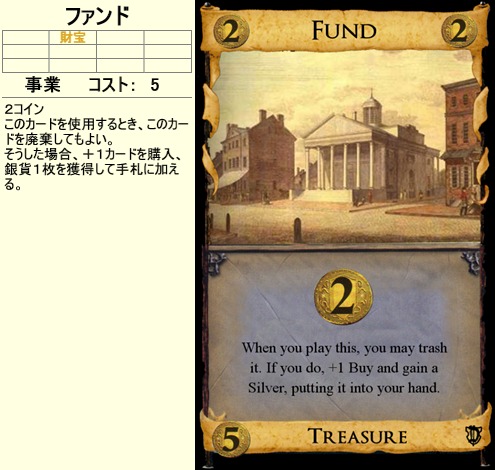 ファンド
財宝
事業 コスト: 5
2コイン
このカードを使用するとき、このカー
ドを廃棄してもよい。
そうした場合、+1カードを購入、
銀貨1枚を獲得して手札に加え
る。
2 FUND 2
2
When you play this, you may trash
it. If you do, +1 Buy and gain a
Silver, putting it into your hand.
5 TREASURE